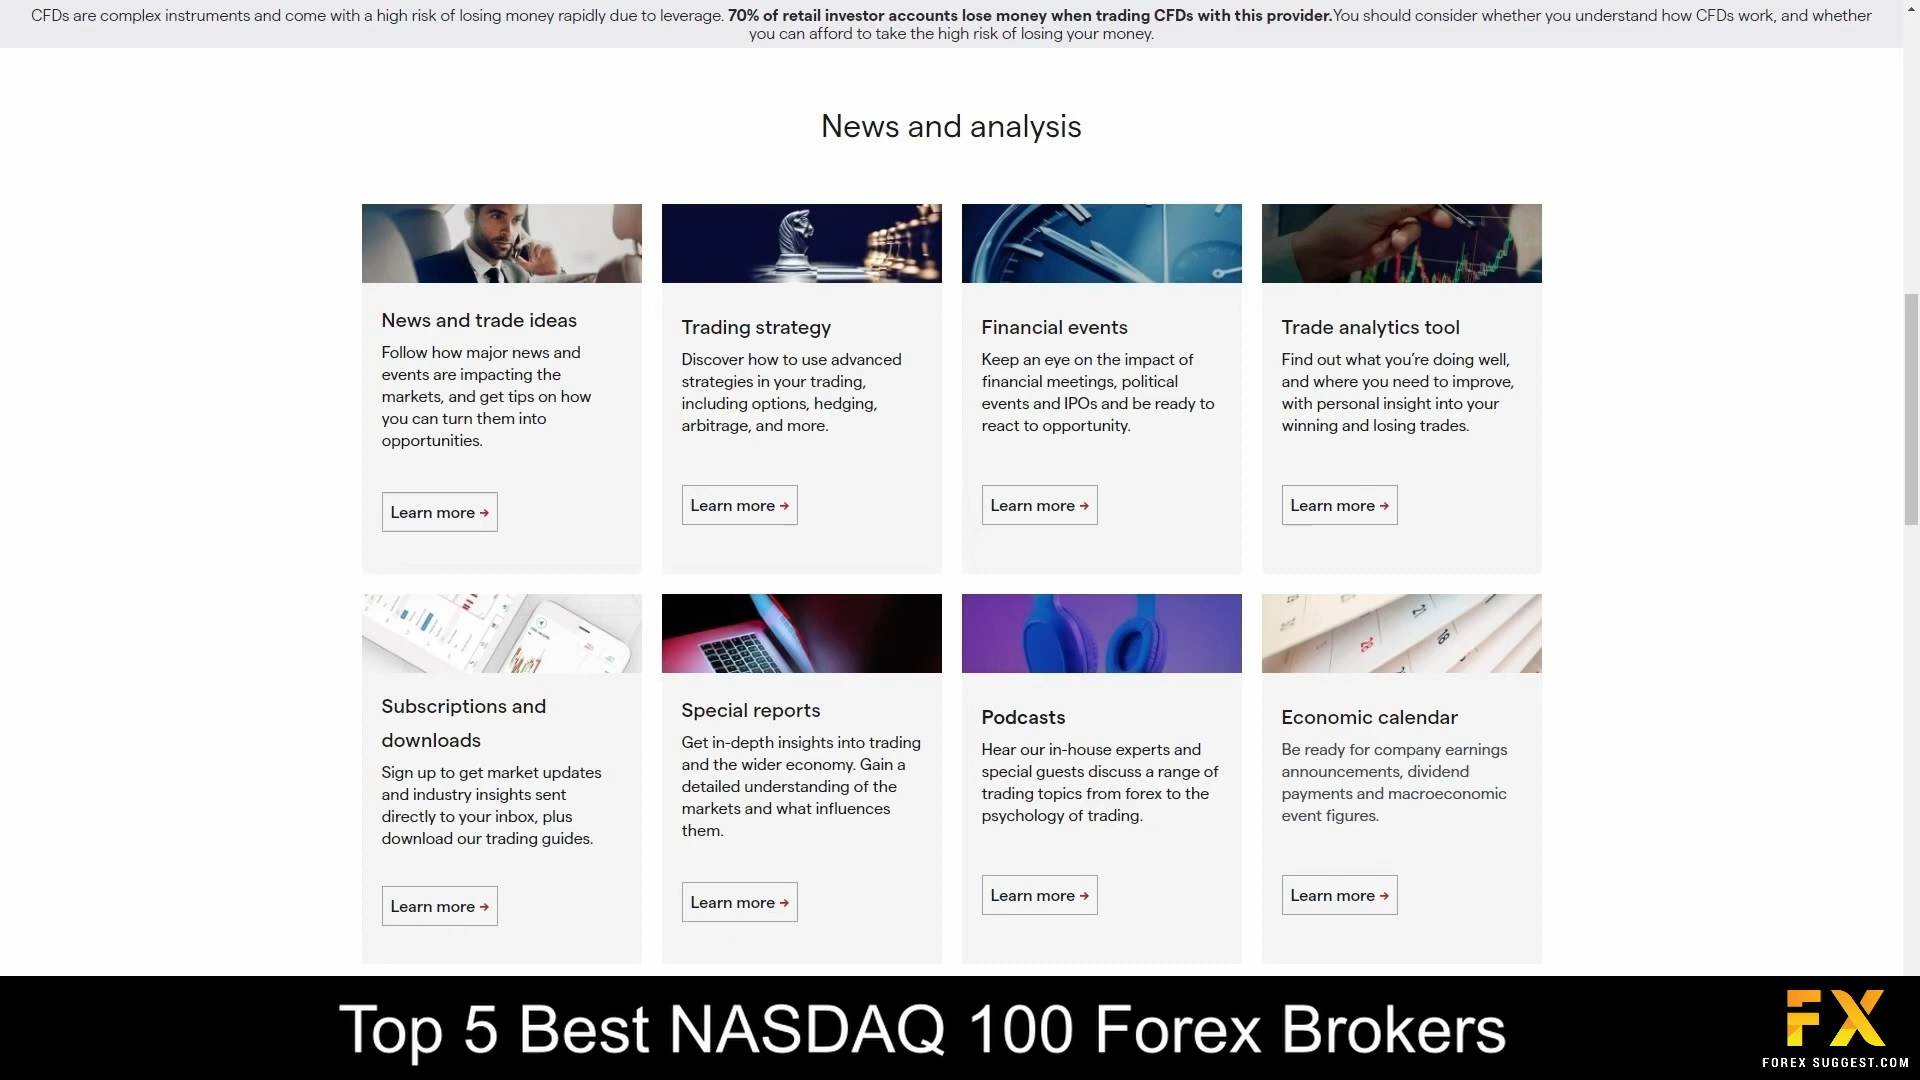 CFDs are complex instruments and come with a high risk of losing money rapidly due to leverage. 70% of retail investor accounts lose money when trading CFDs with this provider.You should consider whether you understand how CFDs work, and whether
you can afford to take the high risk of losing your money.
News and analysis
News and trade ideas
Follow how major news and
events are impacting the
markets, and get tips on how
you can turn them into
opportunities.
Learn more →
Trading strategy
Discover how to use advanced
strategies in your trading,
including options, hedging,
arbitrage, and more.
Learn more →
Financial events
Keep an eye on the impact of
financial meetings, political
events and IPOs and be ready to
react to opportunity.
Learn more →
Trade analytics tool
Find out what you’re doing well,
and where you need to improve,
with personal insight into your
winning and losing trades.
Learn more →
Subscriptions and
downloads
Sign up to get market updates
and industry insights sent
directly to your inbox, plus
download our trading guides.
Learn more →
Special reports
Get in-depth insights into trading
and the wider economy. Gain a
detailed understanding of the
markets and what influences
them.
Learn more →
Podcasts
Hear our in-house experts and
special guests discuss a range of
trading topics from forex to the
psychology of trading.
Learn more →
Economic calendar
Be ready for company earnings
announcements, dividend
payments and macroeconomic
event figures.
Learn more →
Top 5 Best NASDAQ 100 Forex Brokers
FX
FOREX SUGGEST.COM